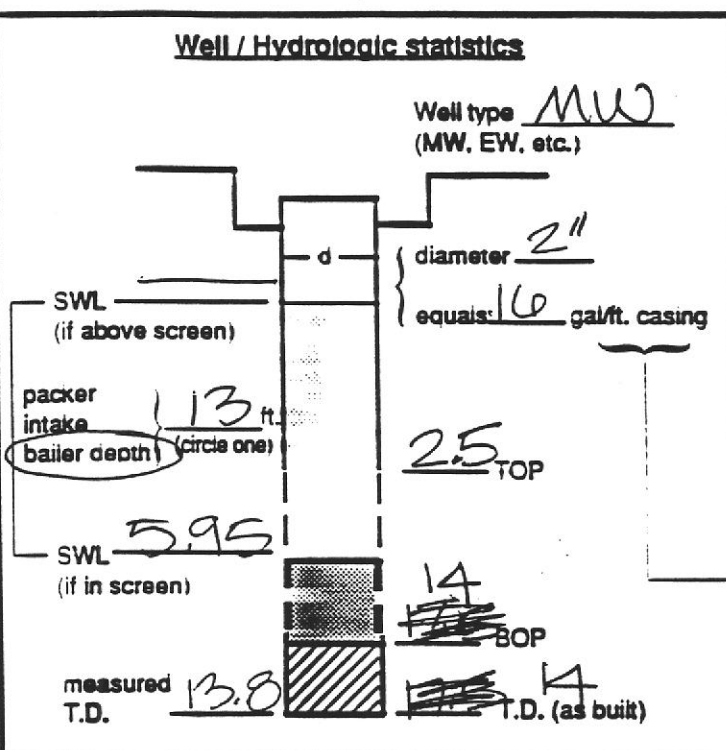 Well / Hydrologic statistics
Well type MW
(MW, EW, etc.)
d
diameter 2"
equals: 16 gal/ft. casing
SWL
(if above screen)
packer
intake 13 ft.
bailer depth (circle one)
2.5 TOP
SWL 5.95
(if in screen)
14
BOP
measured
T.D. 13.8
T.D. (as built) 14